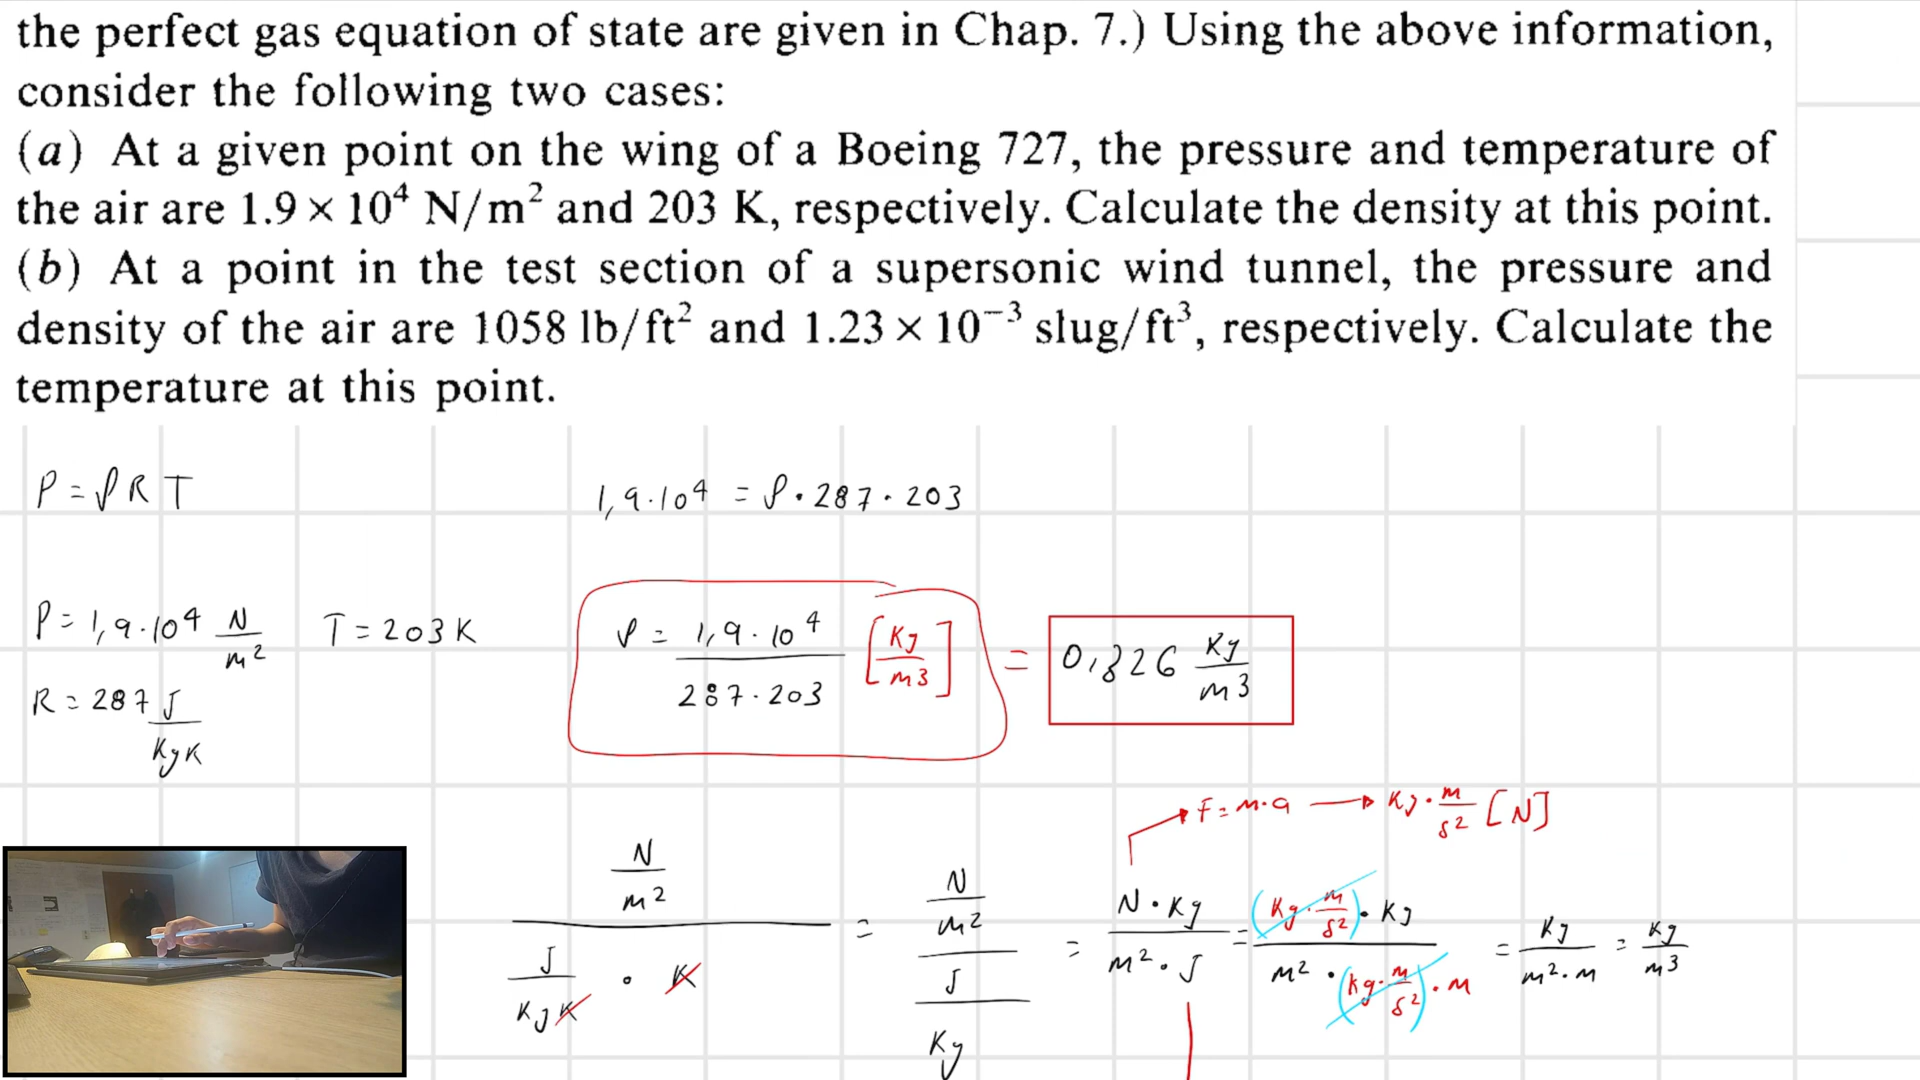 the perfect gas equation of state are given in Chap. 7.) Using the above information,
consider the following two cases:
(a) At a given point on the wing of a Boeing 727, the pressure and temperature of
the air are 1.9 × 10⁴ N/m² and 203 K, respectively. Calculate the density at this point.
(b) At a point in the test section of a supersonic wind tunnel, the pressure and
density of the air are 1058 lb/ft² and 1.23 × 10⁻³ slug/ft³, respectively. Calculate the
temperature at this point.
P = ρ R T
1,9·10⁴ = ρ · 287 · 203
P = 1,9·10⁴ N/m² T = 203 K
R = 287 J/KgK
ρ = 1,9·10⁴ / 287·203 [Kg/m3] = 0,326 Kg/m3
F = m·a → Kg · m/s² [N]
N/m² / J/KgK · K = N/m² / J/Kg = N·Kg / m²·J = (Kg·m/s²)·Kg / m²·(Kg·m/s²)·m = Kg / m²·m = Kg/m3